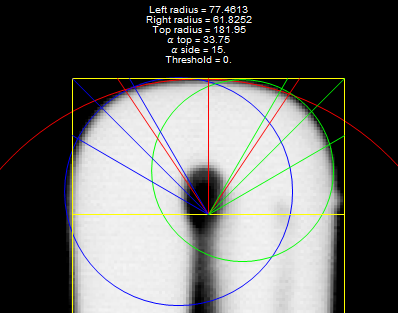 Left radius = 77.4613
Right radius = 61.8252
Top radius = 181.95
α top = 33.75
α side = 15.
Threshold = 0.